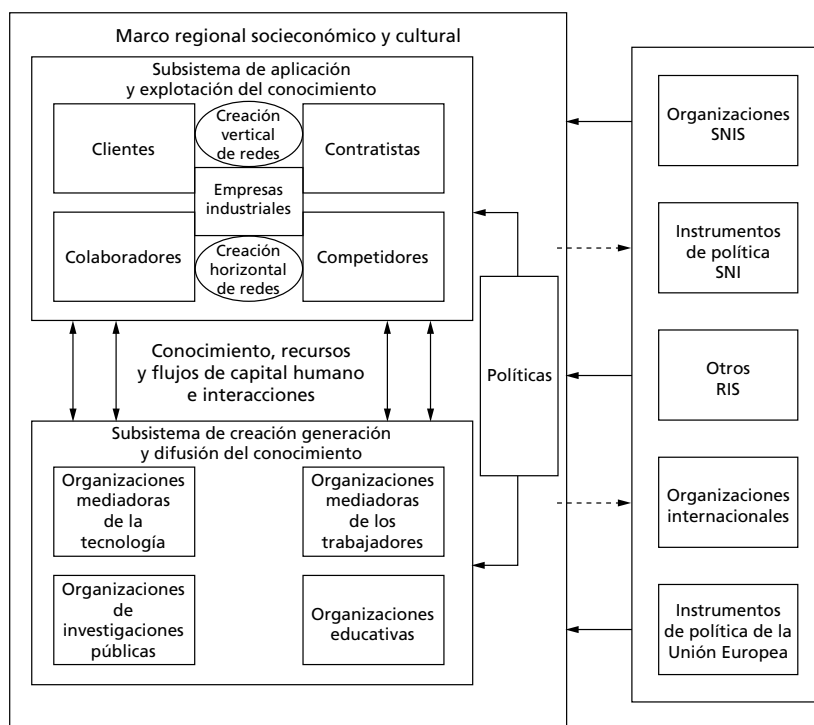 Marco regional socieconómico y cultural
Subsistema de aplicación
y explotación del conocimiento
Clientes
Creación
vertical
de redes
Contratistas
Empresas
industriales
Colaboradores
Creación
horizontal
de redes
Competidores
Conocimiento, recursos
y flujos de capital humano
e interacciones
Políticas
Subsistema de creación generación
y difusión del conocimiento
Organizaciones
mediadoras
de la
tecnología
Organizaciones
mediadoras
de los
trabajadores
Organizaciones
de
investigaciones
públicas
Organizaciones
educativas
Organizaciones
SNIS
Instrumentos
de política
SNI
Otros
RIS
Organizaciones
internacionales
Instrumentos
de política de la
Unión Europea